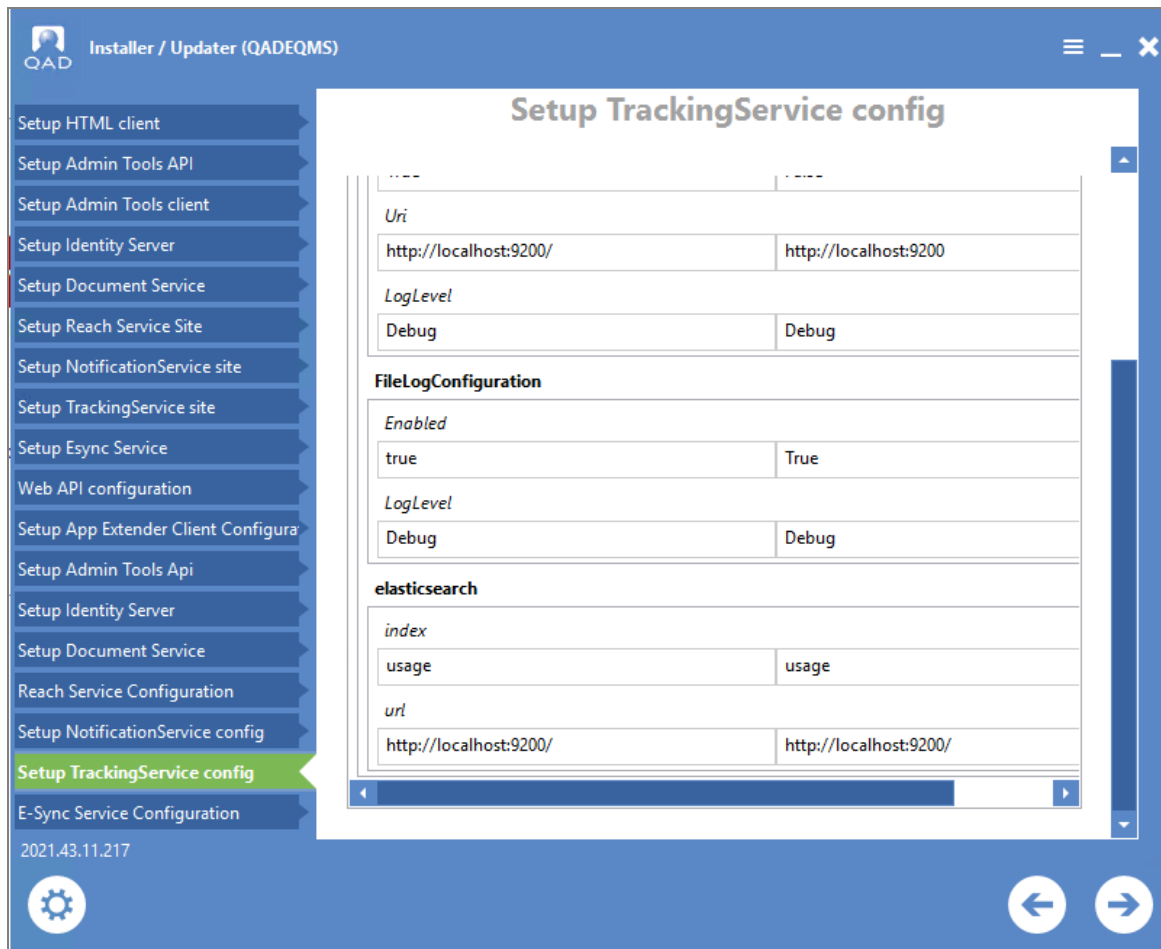 QAD
Installer / Updater (QADEQMS)
Setup HTML client
Setup Admin Tools API
Setup Admin Tools client
Setup Identity Server
Setup Document Service
Setup Reach Service Site
Setup NotificationService site
Setup TrackingService site
Setup Esync Service
Web API configuration
Setup App Extender Client Configura
Setup Admin Tools Api
Setup Identity Server
Setup Document Service
Reach Service Configuration
Setup NotificationService config
Setup TrackingService config
E-Sync Service Configuration
2021.43.11.217
Setup TrackingService config
Uri
http://localhost:9200/ http://localhost:9200
LogLevel
Debug Debug
FileLogConfiguration
Enabled
true True
LogLevel
Debug Debug
elasticsearch
index
usage usage
url
http://localhost:9200/ http://localhost:9200/